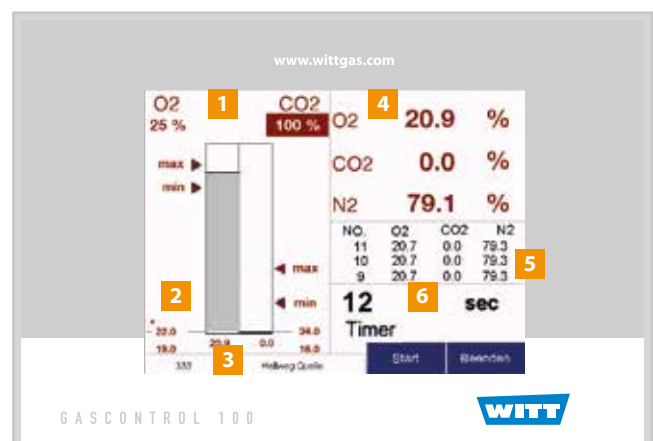 www.wittgas.com
O2 1 CO2
25 % 100 %
max
min
max
min
2
22.0 34.0
19.0 16.0
20.9 0.0
3
333 Hellweg Quelle
4
O2 20.9 %
CO2 0.0 %
N2 79.1 %
NO. O2 CO2 N2
11 20.7 0.0 79.3
10 20.7 0.0 79.3
9 20.7 0.0 79.3
5
6
12 sec
Timer
Start Beenden
GASCONTROL 100
WITT